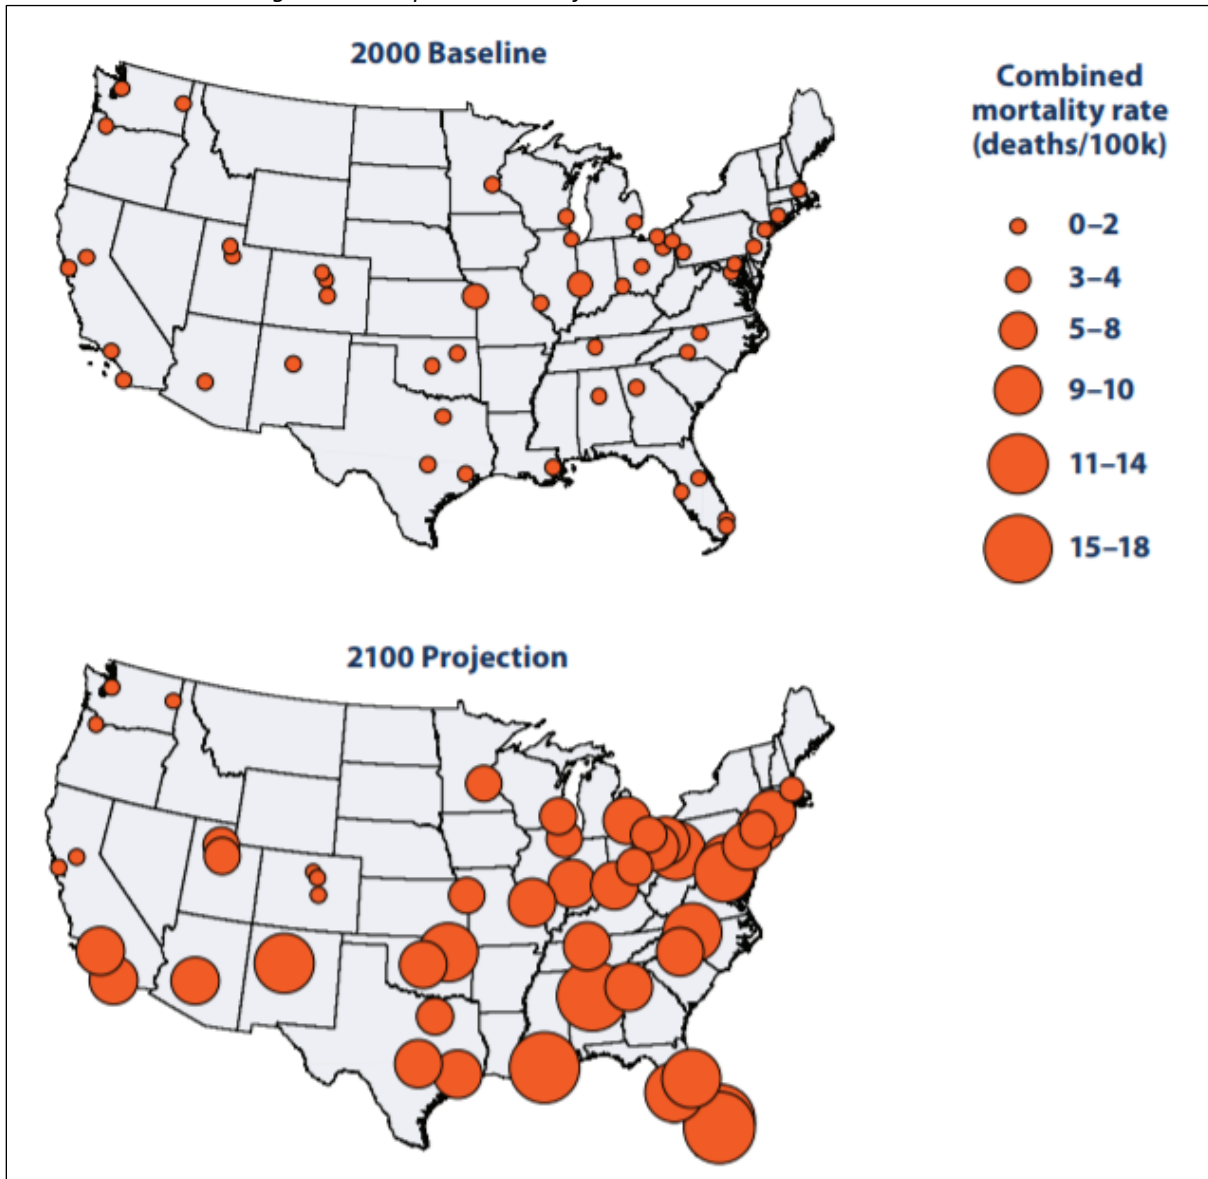 2000 Baseline
Combined
mortality rate
(deaths/100k)
0–2
3–4
5–8
9–10
11–14
15–18
2100 Projection